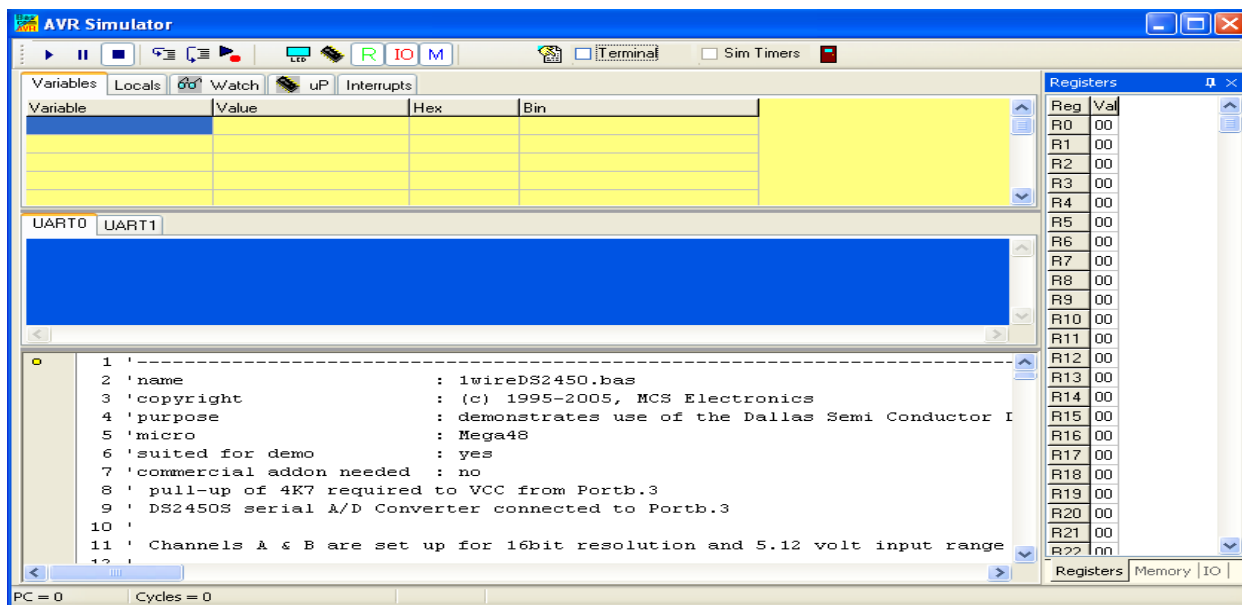 AVR Simulator
LCD R IO M Terminal Sim Timers
Variables Locals Watch uP Interrupts
Variable Value Hex Bin
UART0 UART1
1 '--------------------------------------------------------------------------
2 'name : 1wireDS2450.bas
3 'copyright : (c) 1995-2005, MCS Electronics
4 'purpose : demonstrates use of the Dallas Semi Conductor
5 'micro : Mega48
6 'suited for demo : yes
7 'commercial addon needed : no
8 ' pull-up of 4K7 required to VCC from Portb.3
9 ' DS2450S serial A/D Converter connected to Portb.3
10 '
11 ' Channels A & B are set up for 16bit resolution and 5.12 volt input range
12 '
PC = 0 Cycles = 0
Registers
Reg Val
R0 00
R1 00
R2 00
R3 00
R4 00
R5 00
R6 00
R7 00
R8 00
R9 00
R10 00
R11 00
R12 00
R13 00
R14 00
R15 00
R16 00
R17 00
R18 00
R19 00
R20 00
R21 00
R22 00
Registers Memory IO